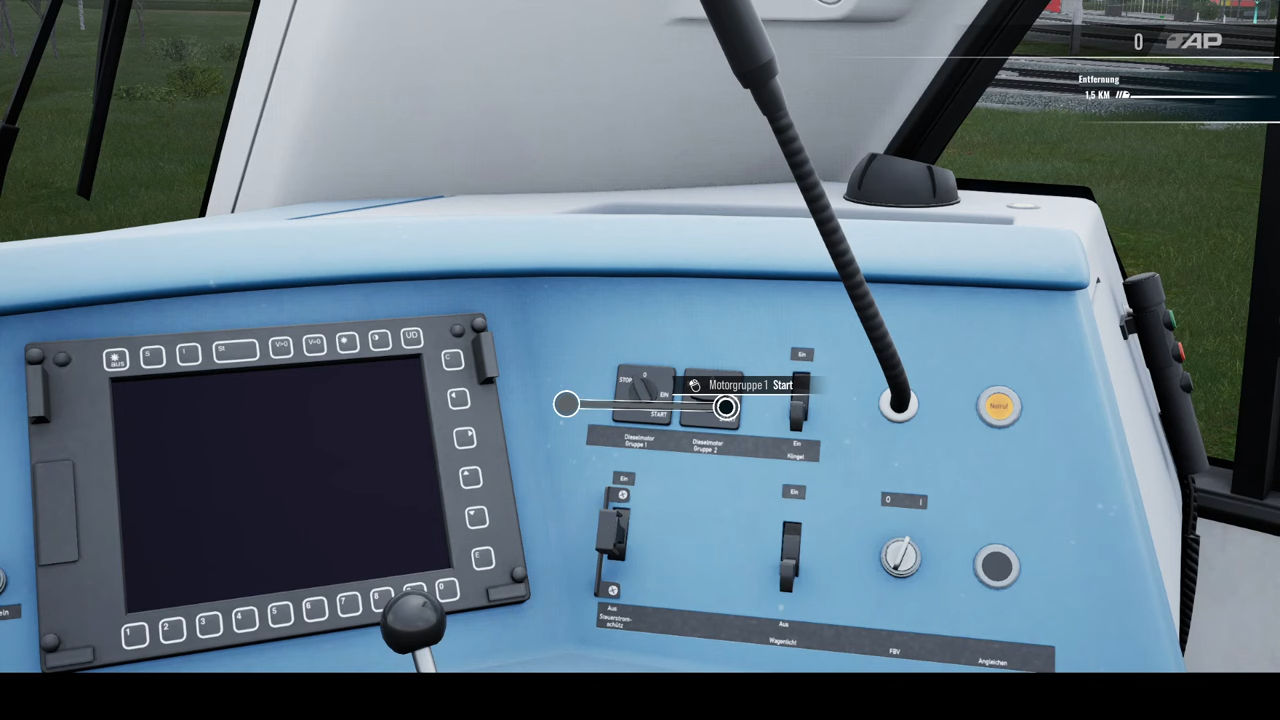 0 AP
Entfernung
1,5 KM
aus S I St V>0 V=0 UD
C
E
1 2 3 4 5 6 7 8 9 0
Ein
STOP 0 EIN START
Motorgruppe 1 Start
Dieselmotor
Gruppe 1
Dieselmotor
Gruppe 2
Ein
Klingel
Notruf
Ein
Ein
0 I
Aus
Steuerstrom-
schütz
Aus
Wagenlicht
FBV
Angleichen
ein